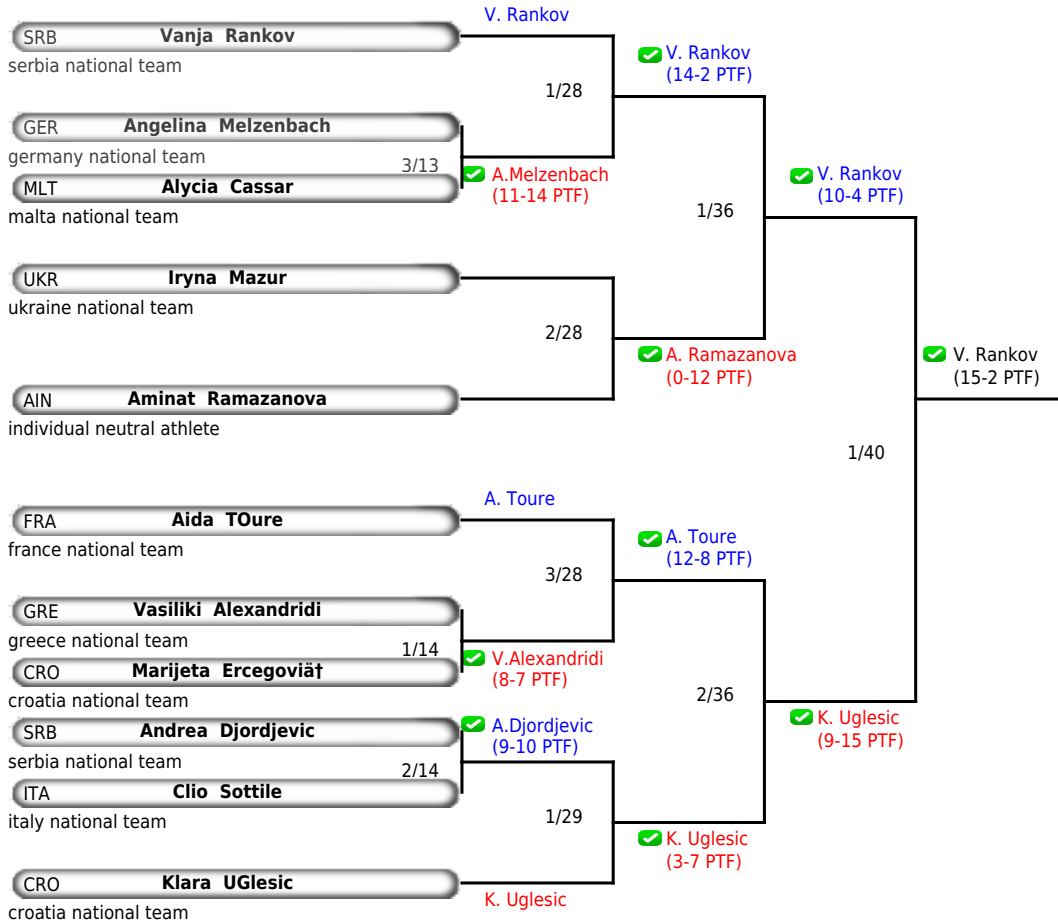 V. Rankov
SRB Vanja Rankov
serbia national team
1/28
V. Rankov
(14-2 PTF)
GER Angelina Melzenbach
germany national team
3/13
MLT Alycia Cassar
malta national team
A.Melzenbach
(11-14 PTF)
1/36
V. Rankov
(10-4 PTF)
UKR Iryna Mazur
ukraine national team
2/28
A. Ramazanova
(0-12 PTF)
AIN Aminat Ramazanova
individual neutral athlete
V. Rankov
(15-2 PTF)
1/40
A. Toure
FRA Aida TOure
france national team
3/28
A. Toure
(12-8 PTF)
GRE Vasiliki Alexandridi
greece national team
1/14
CRO Marijeta Ercegoviä†
croatia national team
V.Alexandridi
(8-7 PTF)
2/36
K. Uglesic
(9-15 PTF)
SRB Andrea Djordjevic
serbia national team
A.Djordjevic
(9-10 PTF)
2/14
ITA Clio Sottile
italy national team
1/29
K. Uglesic
(3-7 PTF)
CRO Klara UGlesic
croatia national team
K. Uglesic